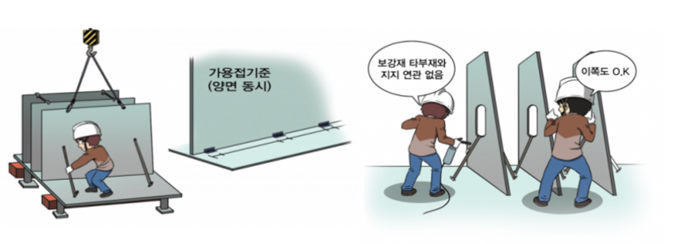 가용접기준
(양면 동시)
보강재 타부재와
지지 연관 없음
이쪽도 O.K